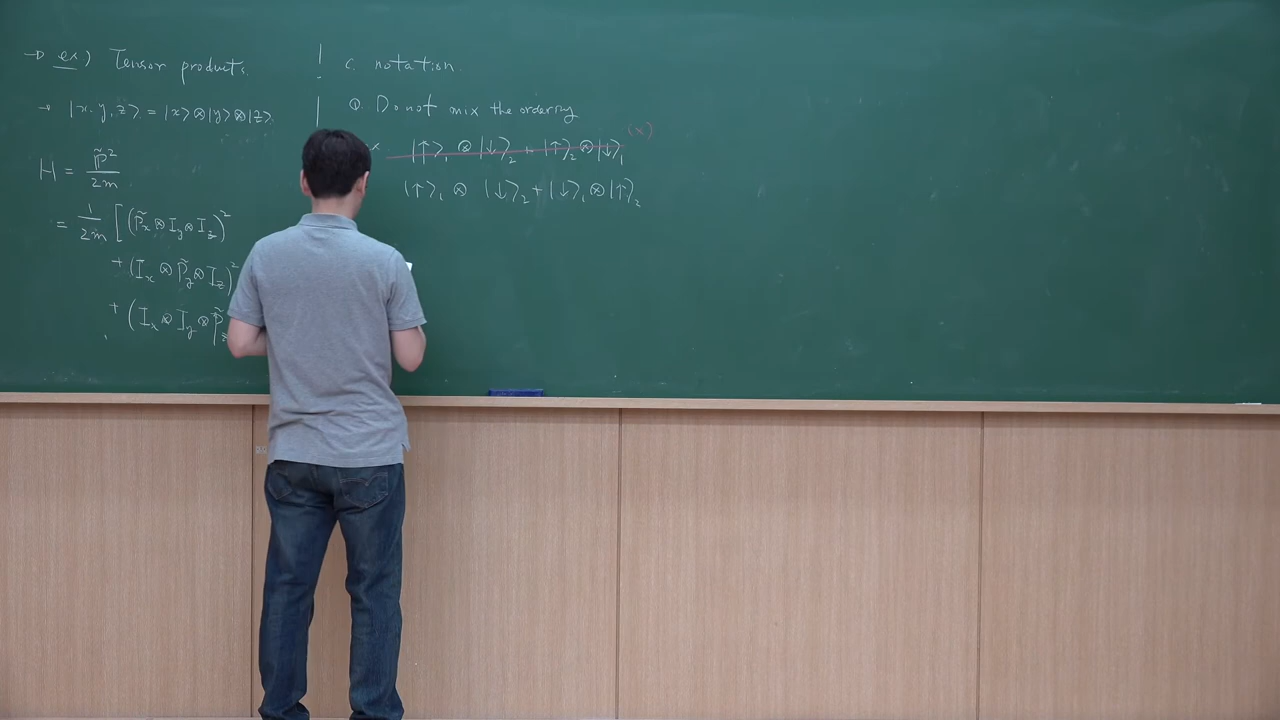 → ex) Tensor products.
→ |x, y, z> = |x>⊗|y>⊗|z>
H = P̃² / 2m
= 1/2m [(P̃x⊗Iy⊗Iz)²
+ (Ix⊗P̃y⊗Iz)²
+ (Ix⊗Iy⊗P̃z
c. notation.
①. Do not mix the ordering
|↑>₁ ⊗ |↓>₂ + |↑>₂ ⊗ |↓>₁ (x)
|↑>₁ ⊗ |↓>₂ + |↓>₁ ⊗ |↑>₂